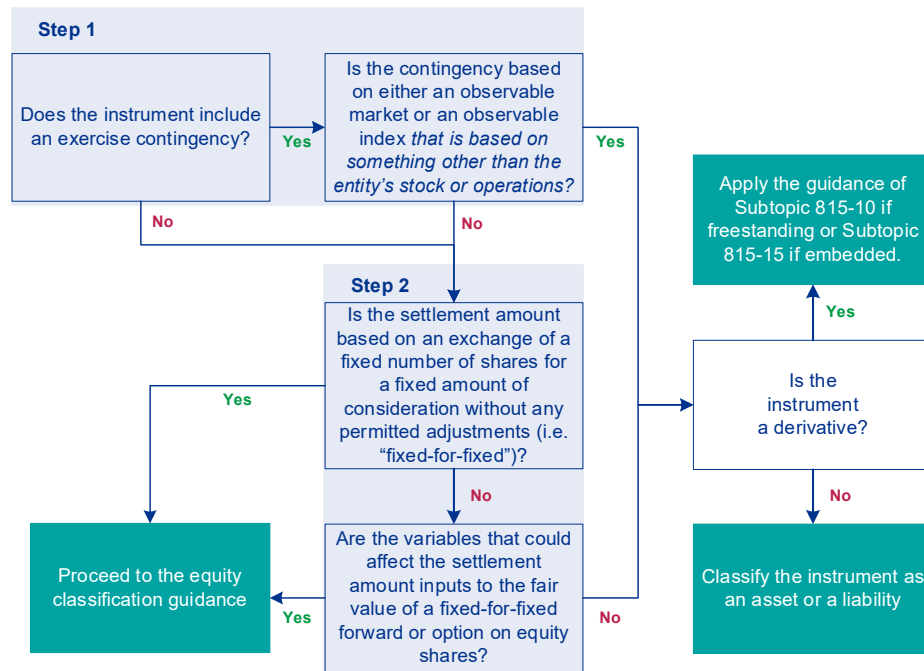 Step 1
Does the instrument include
an exercise contingency?
Yes
Is the contingency based
on either an observable
market or an observable
index that is based on
something other than the
entity's stock or operations?
Yes
No
No
Apply the guidance of
Subtopic 815-10 if
freestanding or Subtopic
815-15 if embedded.
Step 2
Is the settlement amount
based on an exchange of a
fixed number of shares for
a fixed amount of
consideration without any
permitted adjustments (i.e.
“fixed-for-fixed”)?
Yes
Yes
Is the
instrument
a derivative?
No
No
Proceed to the equity
classification guidance
Yes
Are the variables that could
affect the settlement
amount inputs to the fair
value of a fixed-for-fixed
forward or option on equity
shares?
No
Classify the instrument as
an asset or a liability